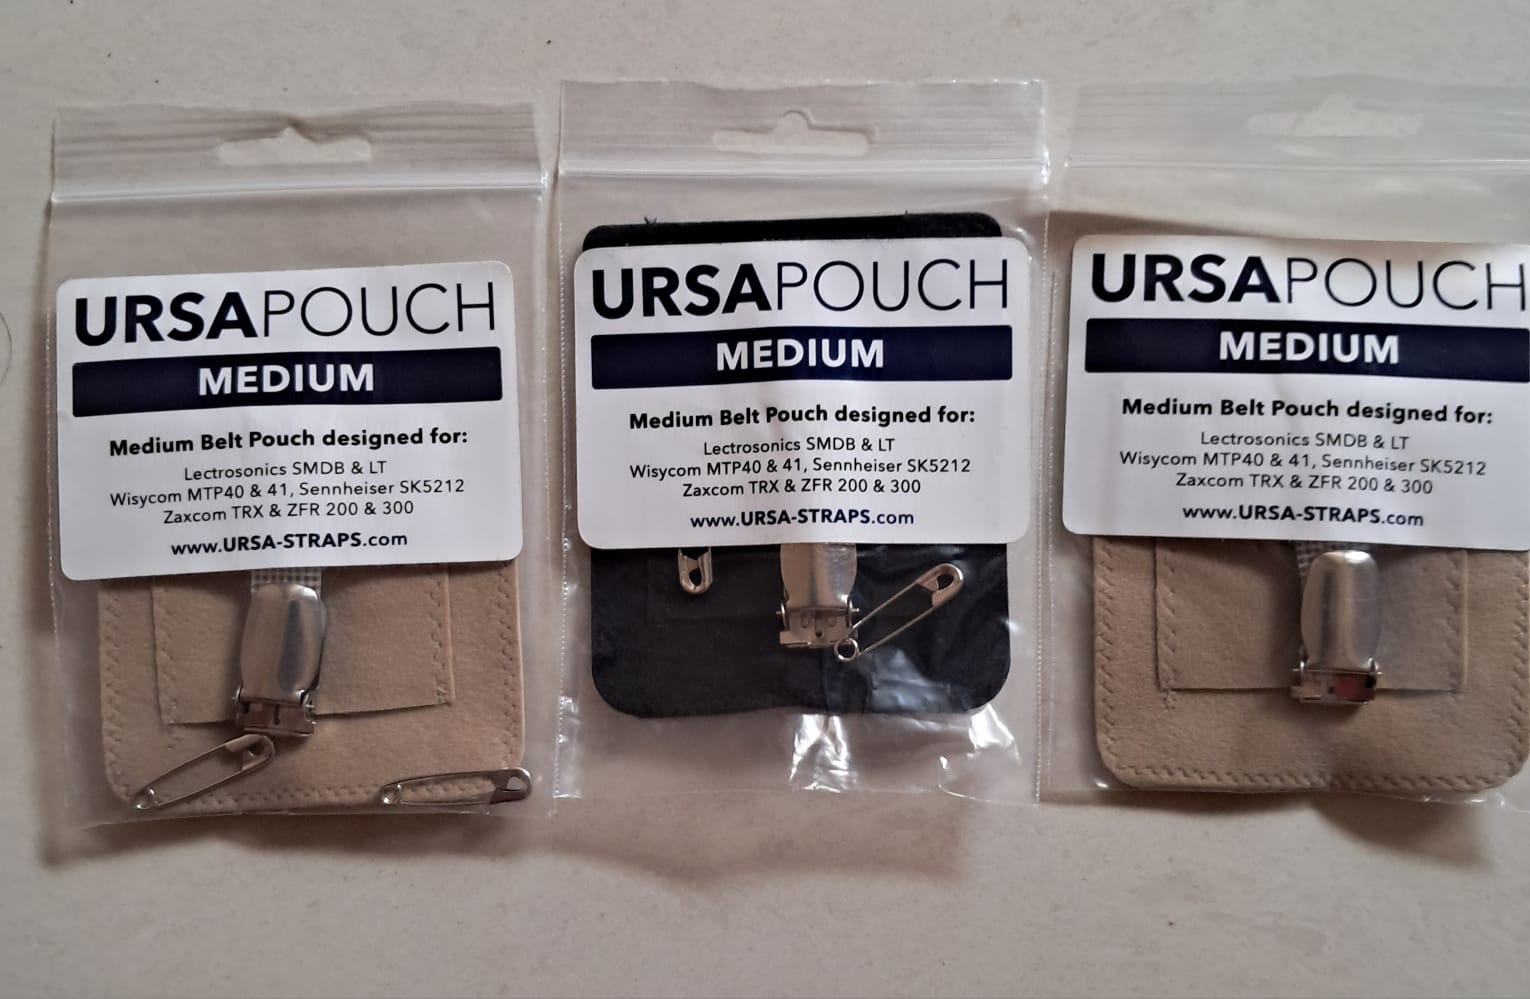 URSAPOUCH
MEDIUM
Medium Belt Pouch designed for:
Lectrosonics SMDB & LT
Wisycom MTP40 & 41, Sennheiser SK5212
Zaxcom TRX & ZFR 200 & 300
www.URSA-STRAPS.com
URSAPOUCH
MEDIUM
Medium Belt Pouch designed for:
Lectrosonics SMDB & LT
Wisycom MTP40 & 41, Sennheiser SK5212
Zaxcom TRX & ZFR 200 & 300
www.URSA-STRAPS.com
URSAPOUCH
MEDIUM
Medium Belt Pouch designed for:
Lectrosonics SMDB & LT
Wisycom MTP40 & 41, Sennheiser SK5212
Zaxcom TRX & ZFR 200 & 300
www.URSA-STRAPS.com